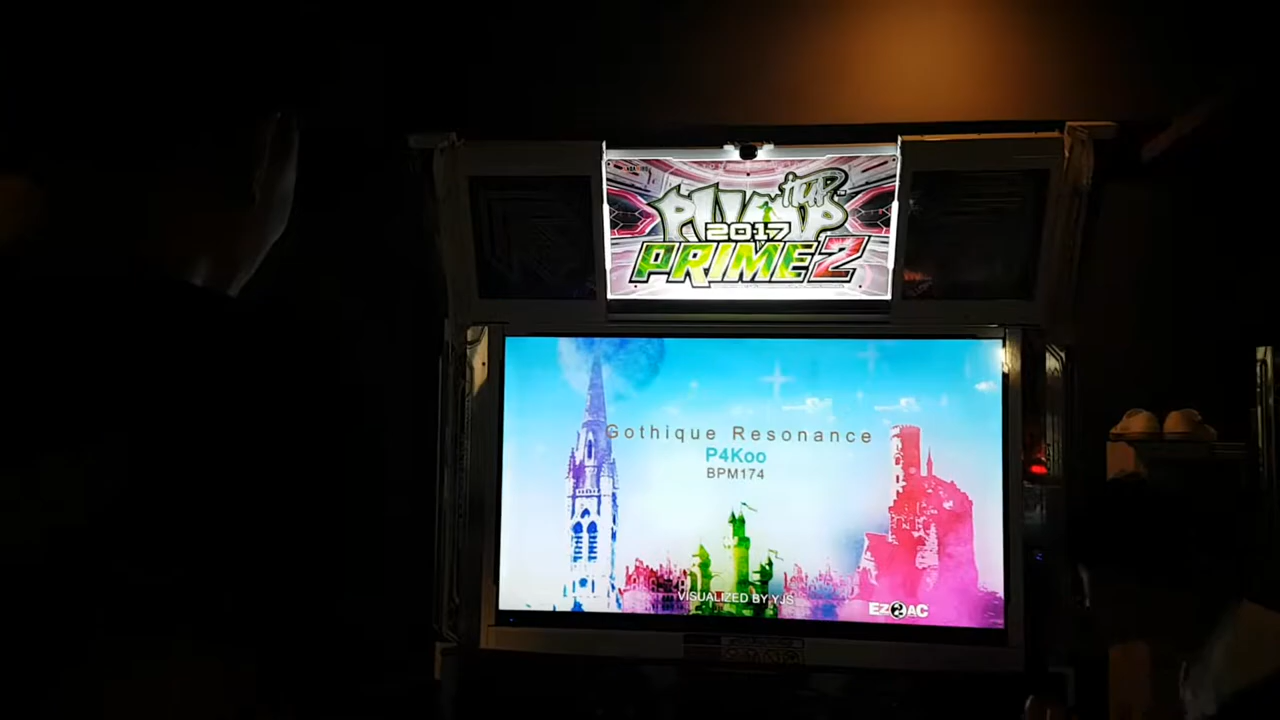 PUMP
it UP
2017
PRIME 2
Gothique Resonance
P4Koo
BPM174
VISUALIZED BY YJS
EZ2AC